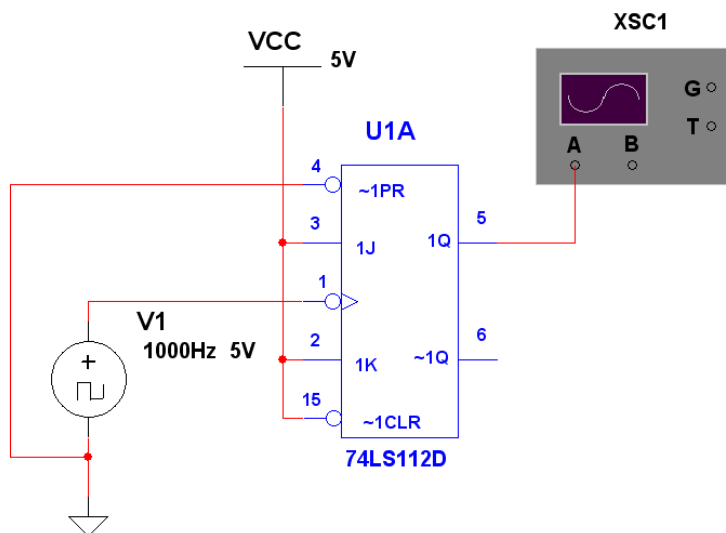 XSC1
VCC
5V
G
T
A B
U1A
4
~1PR
3
1J
5
1Q
1
V1
1000Hz 5V
2
1K
6
~1Q
15
~1CLR
74LS112D